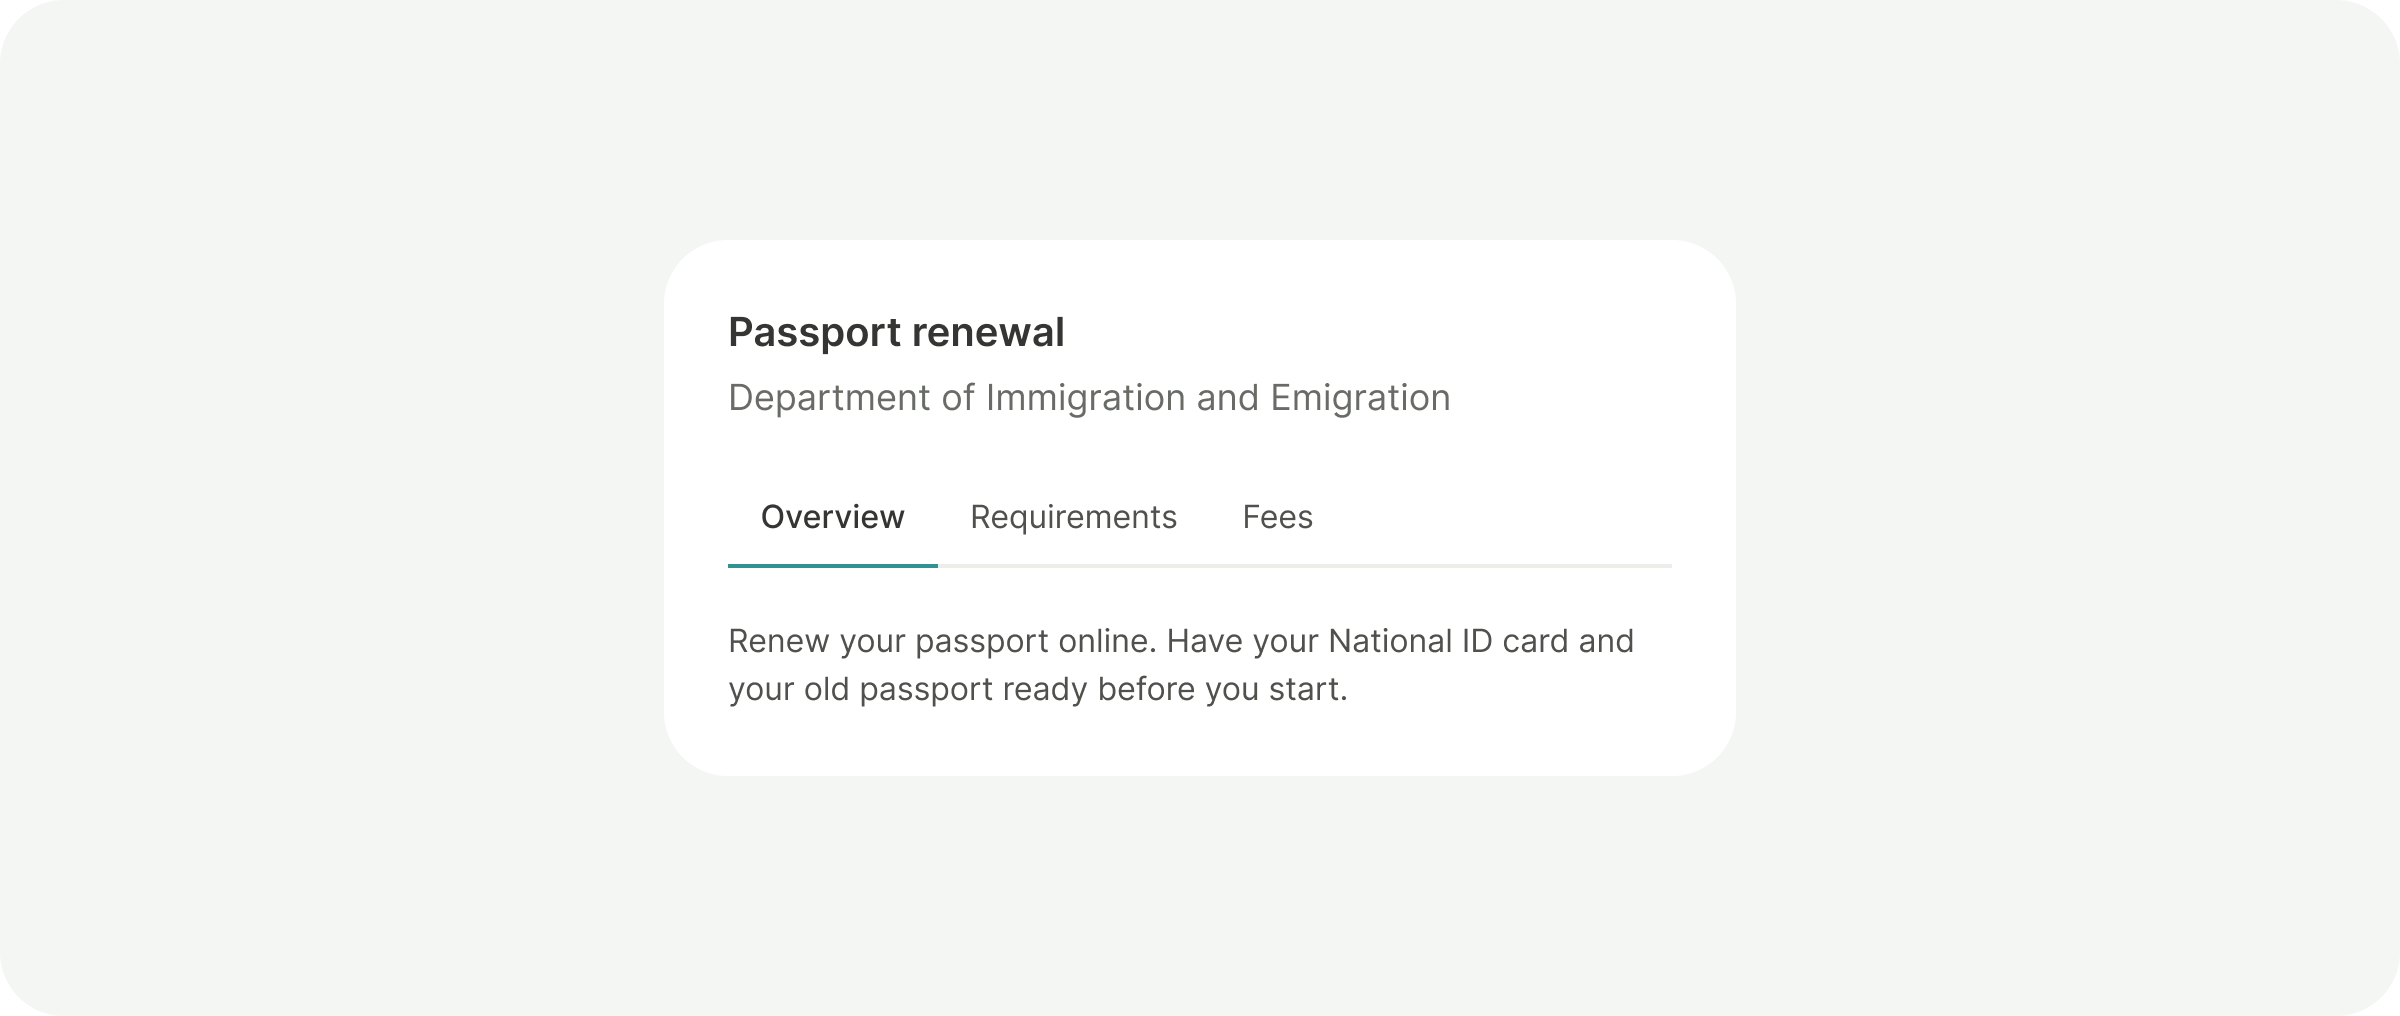 Passport renewal
Department of Immigration and Emigration
Overview Requirements Fees
Renew your passport online. Have your National ID card and
your old passport ready before you start.